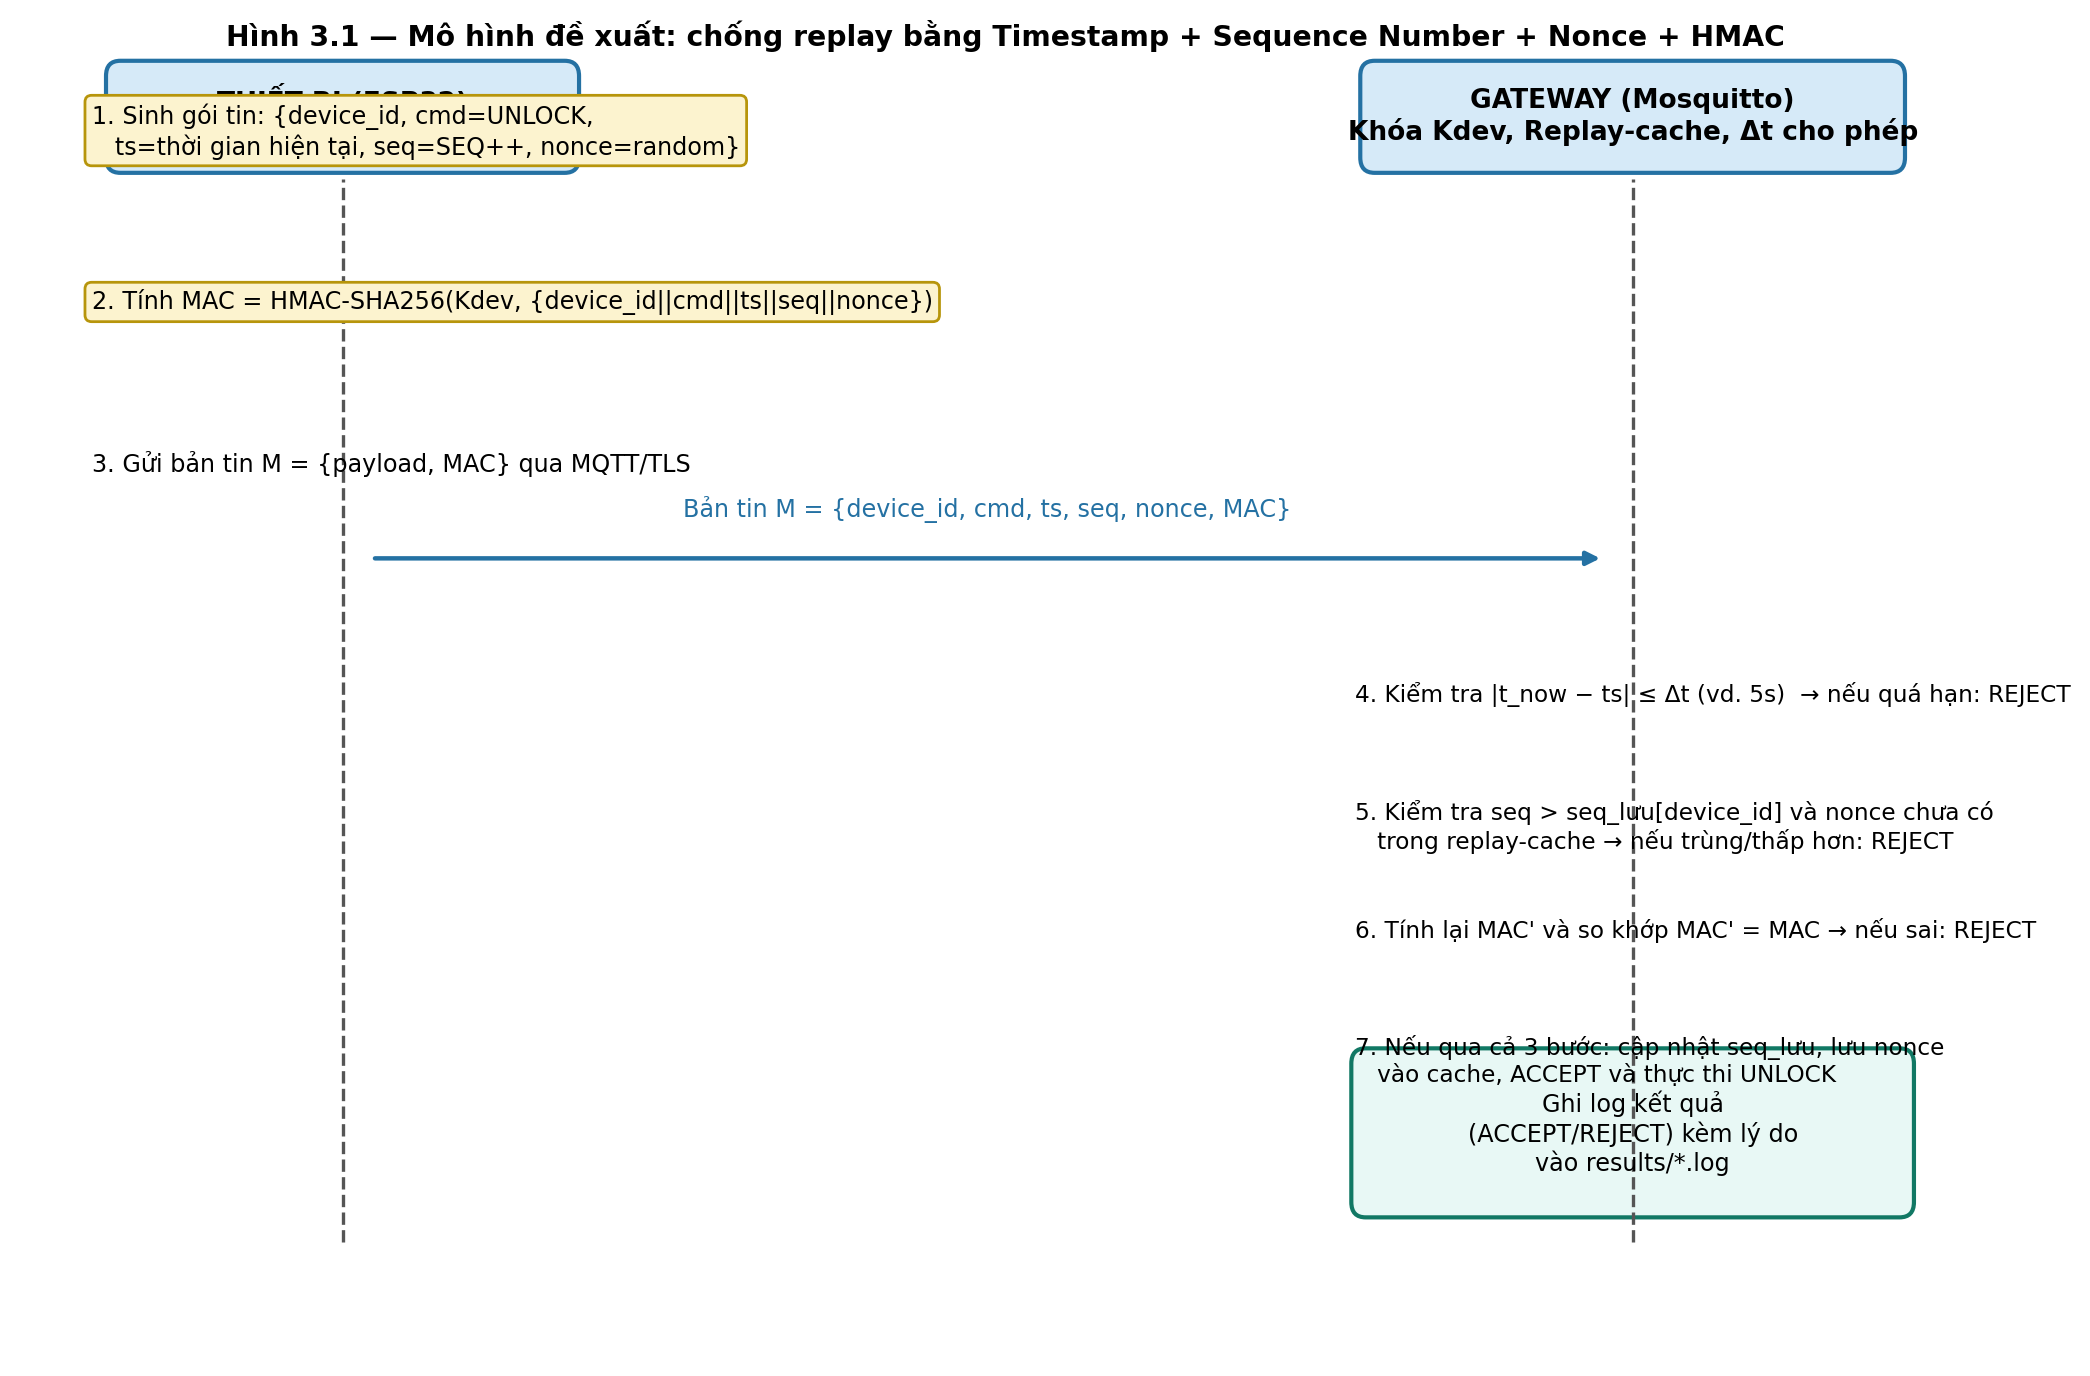 Hình 3.1 — Mô hình đề xuất: chống replay bằng Timestamp + Sequence Number + Nonce + HMAC
GATEWAY (Mosquitto)
Khóa Kdev, Replay-cache, Δt cho phép
1. Sinh gói tin: {device_id, cmd=UNLOCK,
ts=thời gian hiện tại, seq=SEQ++, nonce=random}
2. Tính MAC = HMAC-SHA256(Kdev, {device_id||cmd||ts||seq||nonce})
3. Gửi bản tin M = {payload, MAC} qua MQTT/TLS
Bản tin M = {device_id, cmd, ts, seq, nonce, MAC}
4. Kiểm tra |t_now − ts| ≤ Δt (vd. 5s)  → nếu quá hạn: REJECT
5. Kiểm tra seq > seq_lưu[device_id] và nonce chưa có
trong replay-cache → nếu trùng/thấp hơn: REJECT
6. Tính lại MAC' và so khớp MAC' = MAC → nếu sai: REJECT
7. Nếu qua cả 3 bước: cập nhật seq_lưu, lưu nonce
vào cache, ACCEPT và thực thi UNLOCK
Ghi log kết quả
(ACCEPT/REJECT) kèm lý do
vào results/*.log